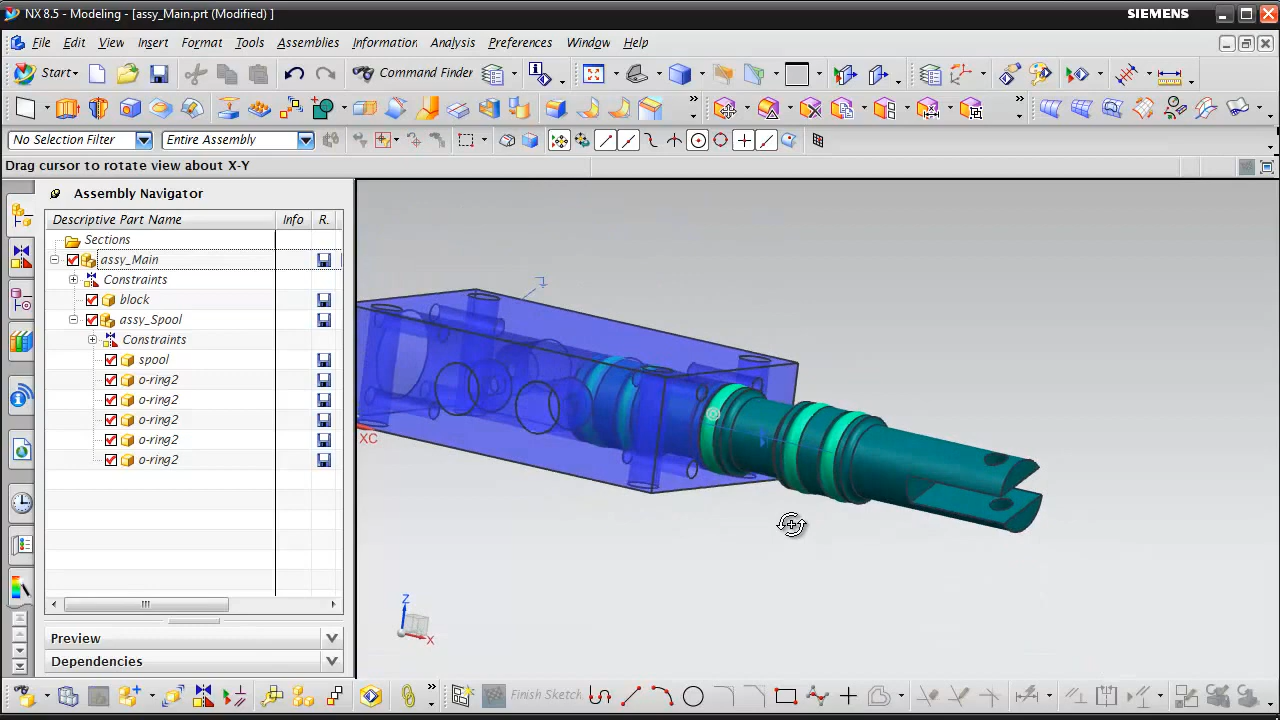 NX 8.5 - Modeling - [assy_Main.prt (Modified) ]
SIEMENS
File Edit View Insert Format Tools Assemblies Information Analysis Preferences Window Help
Start Command Finder
No Selection Filter Entire Assembly
Drag cursor to rotate view about X-Y
Assembly Navigator
Descriptive Part Name Info R.
Sections
assy_Main
Constraints
block
assy_Spool
Constraints
spool
o-ring2
o-ring2
o-ring2
o-ring2
o-ring2
XC
Z
X
Preview
Dependencies
Finish Sketch